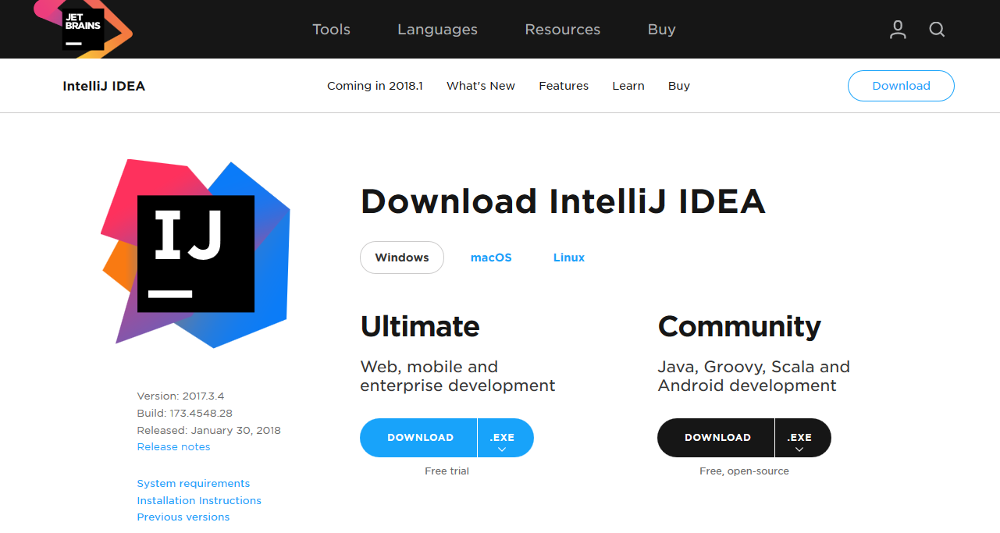 JET
BRAINS
Tools Languages Resources Buy
IntelliJ IDEA Coming in 2018.1 What's New Features Learn Buy Download
IJ
Download IntelliJ IDEA
Windows macOS Linux
Ultimate
Web, mobile and
enterprise development
DOWNLOAD .EXE
Free trial
Community
Java, Groovy, Scala and
Android development
DOWNLOAD .EXE
Free, open-source
Version: 2017.3.4
Build: 173.4548.28
Released: January 30, 2018
Release notes
System requirements
Installation Instructions
Previous versions